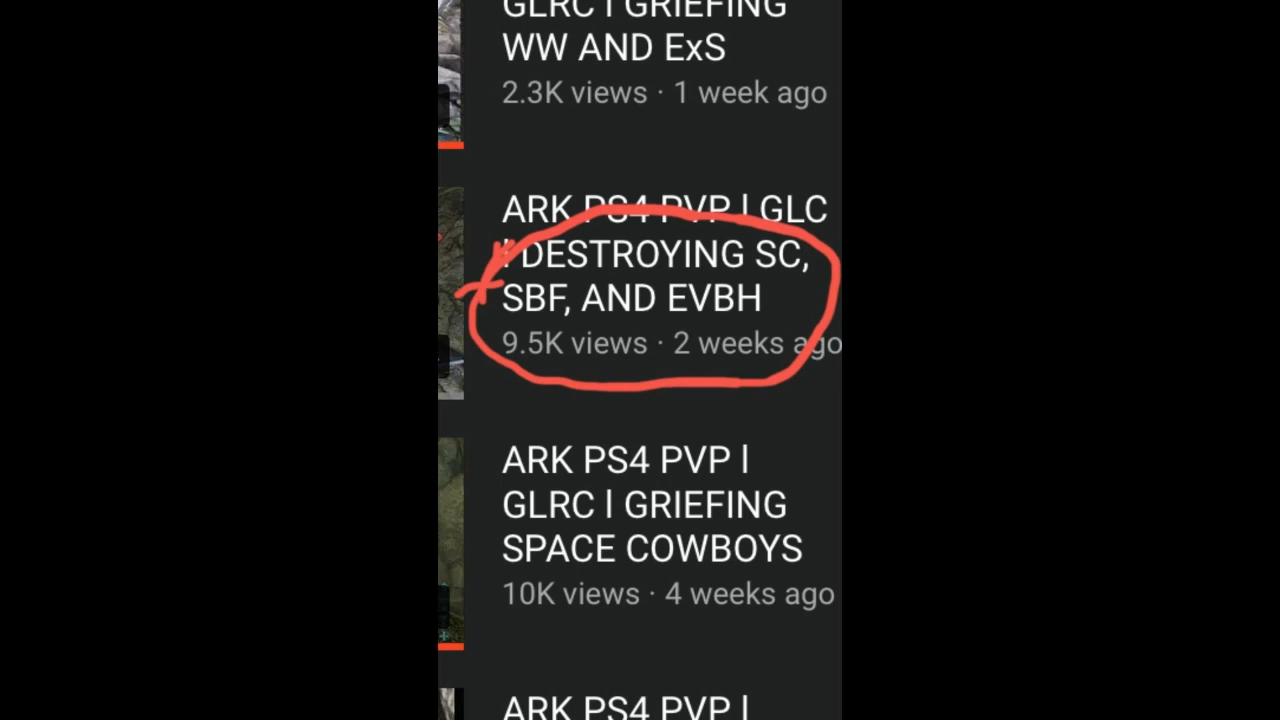 GLRC l GRIEFING
WW AND ExS
2.3K views · 1 week ago
ARK PS4 PVP l GLC
l DESTROYING SC,
SBF, AND EVBH
9.5K views · 2 weeks ago
ARK PS4 PVP l
GLRC l GRIEFING
SPACE COWBOYS
10K views · 4 weeks ago
ARK PS4 PVP l